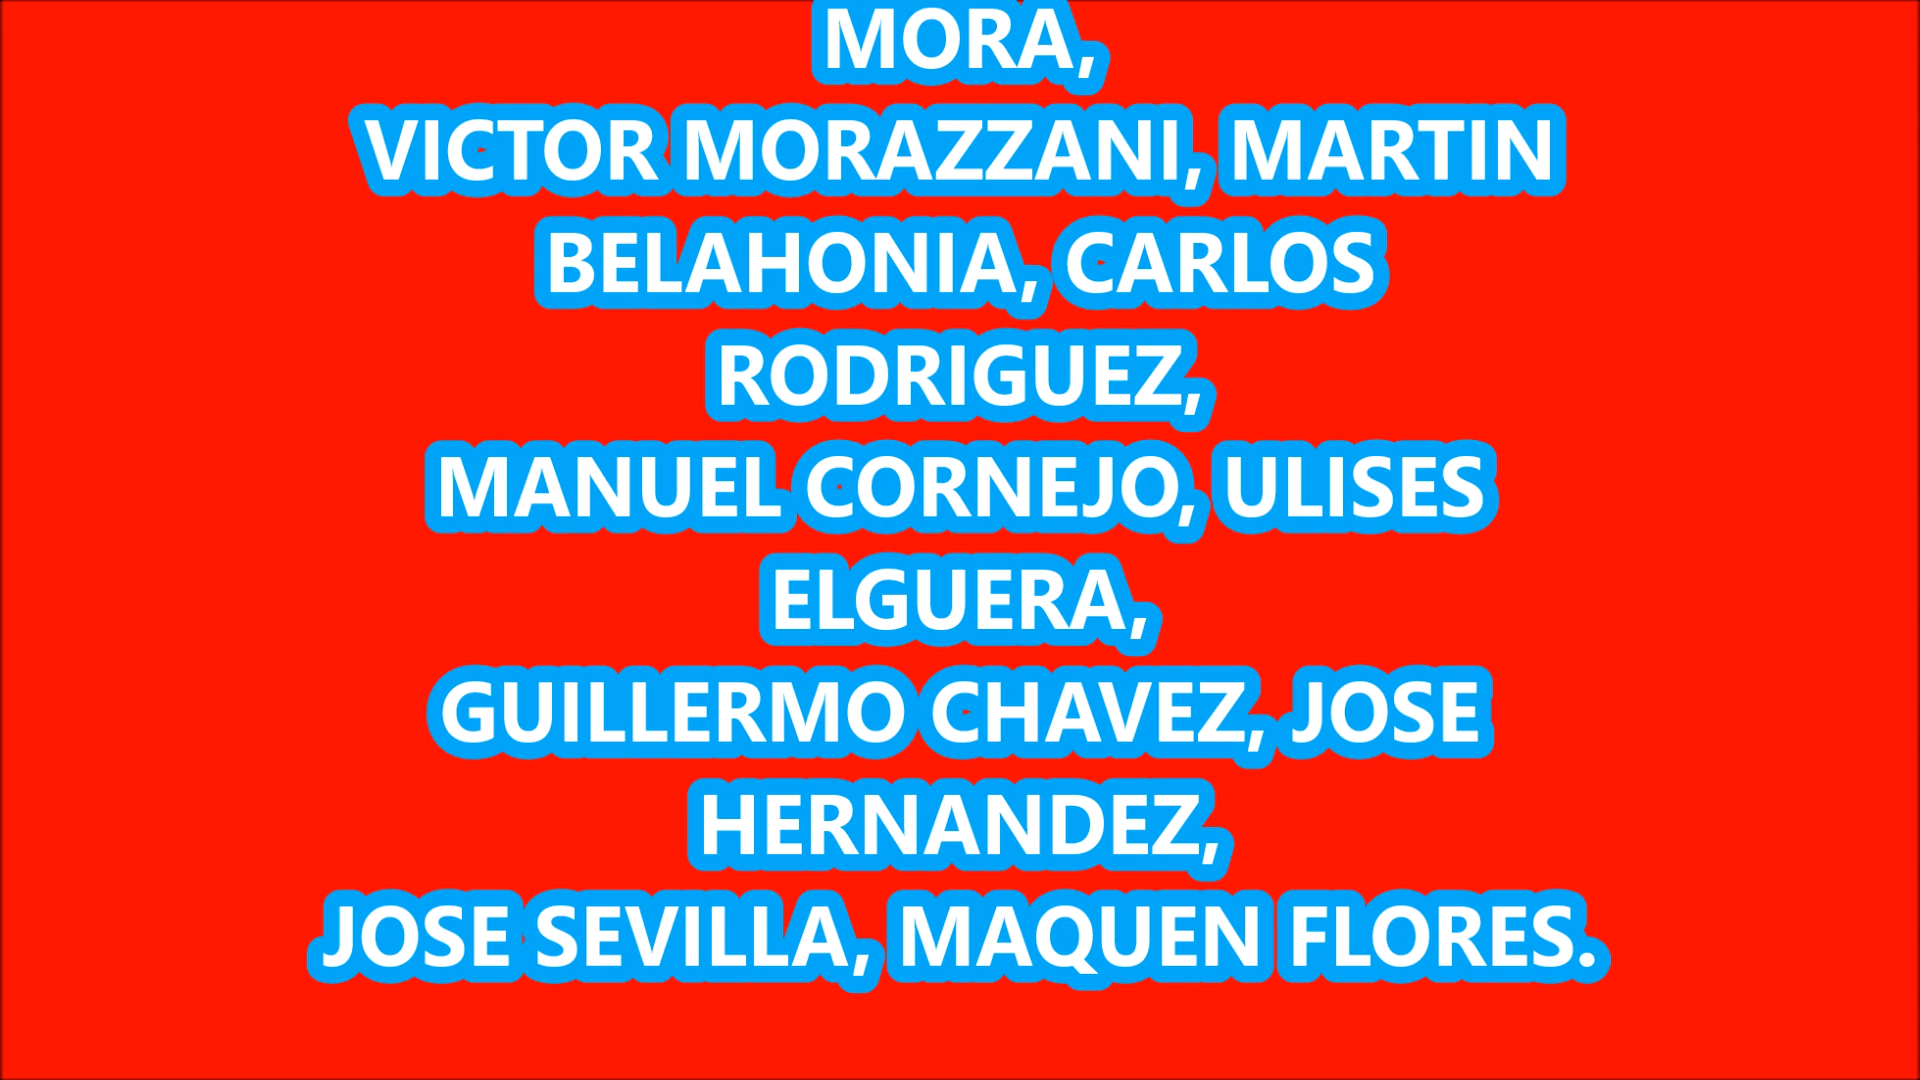 MORA,
VICTOR MORAZZANI, MARTIN
BELAHONIA, CARLOS
RODRIGUEZ,
MANUEL CORNEJO, ULISES
ELGUERA,
GUILLERMO CHAVEZ, JOSE
HERNANDEZ,
JOSE SEVILLA, MAQUEN FLORES.